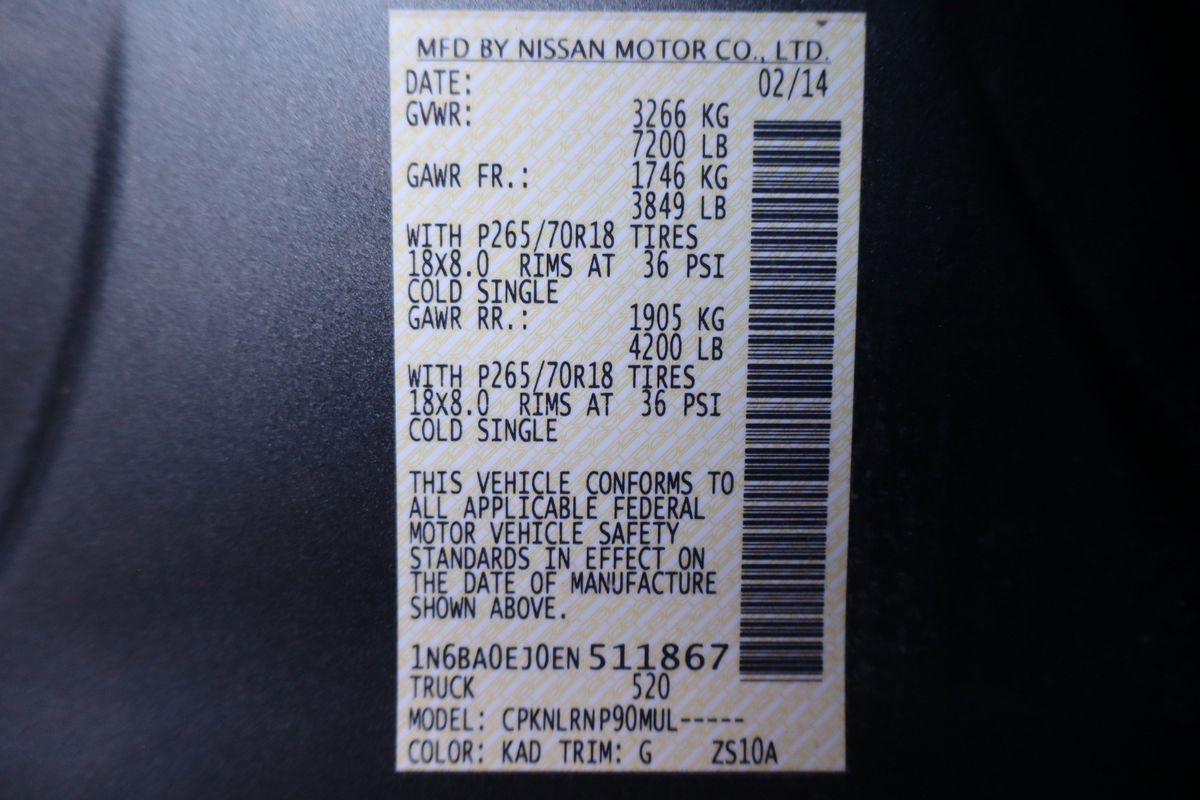 MFD BY NISSAN MOTOR CO., LTD.
DATE: 02/14
GVWR: 3266 KG
7200 LB
GAWR FR.: 1746 KG
3849 LB
WITH P265/70R18 TIRES
18X8.0 RIMS AT 36 PSI
COLD SINGLE
GAWR RR.: 1905 KG
4200 LB
WITH P265/70R18 TIRES
18X8.0 RIMS AT 36 PSI
COLD SINGLE
THIS VEHICLE CONFORMS TO
ALL APPLICABLE FEDERAL
MOTOR VEHICLE SAFETY
STANDARDS IN EFFECT ON
THE DATE OF MANUFACTURE
SHOWN ABOVE.
1N6BA0EJ0EN 511867
TRUCK 520
MODEL: CPKNLRNP90MUL-----
COLOR: KAD TRIM: G ZS10A